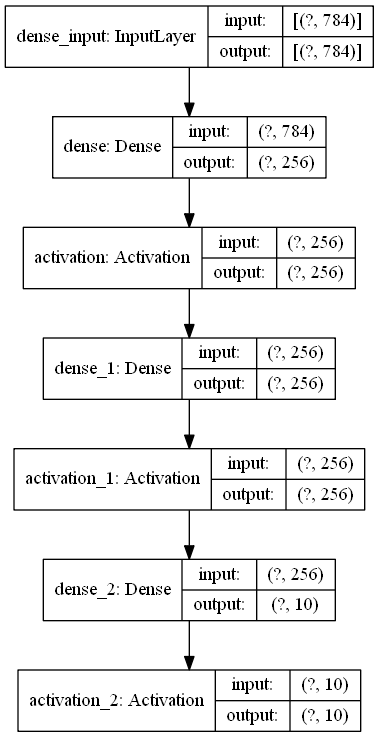 dense_input: InputLayer
input: [(?, 784)]
output: [(?, 784)]
dense: Dense
input: (?, 784)
output: (?, 256)
activation: Activation
input: (?, 256)
output: (?, 256)
dense_1: Dense
input: (?, 256)
output: (?, 256)
activation_1: Activation
input: (?, 256)
output: (?, 256)
dense_2: Dense
input: (?, 256)
output: (?, 10)
activation_2: Activation
input: (?, 10)
output: (?, 10)